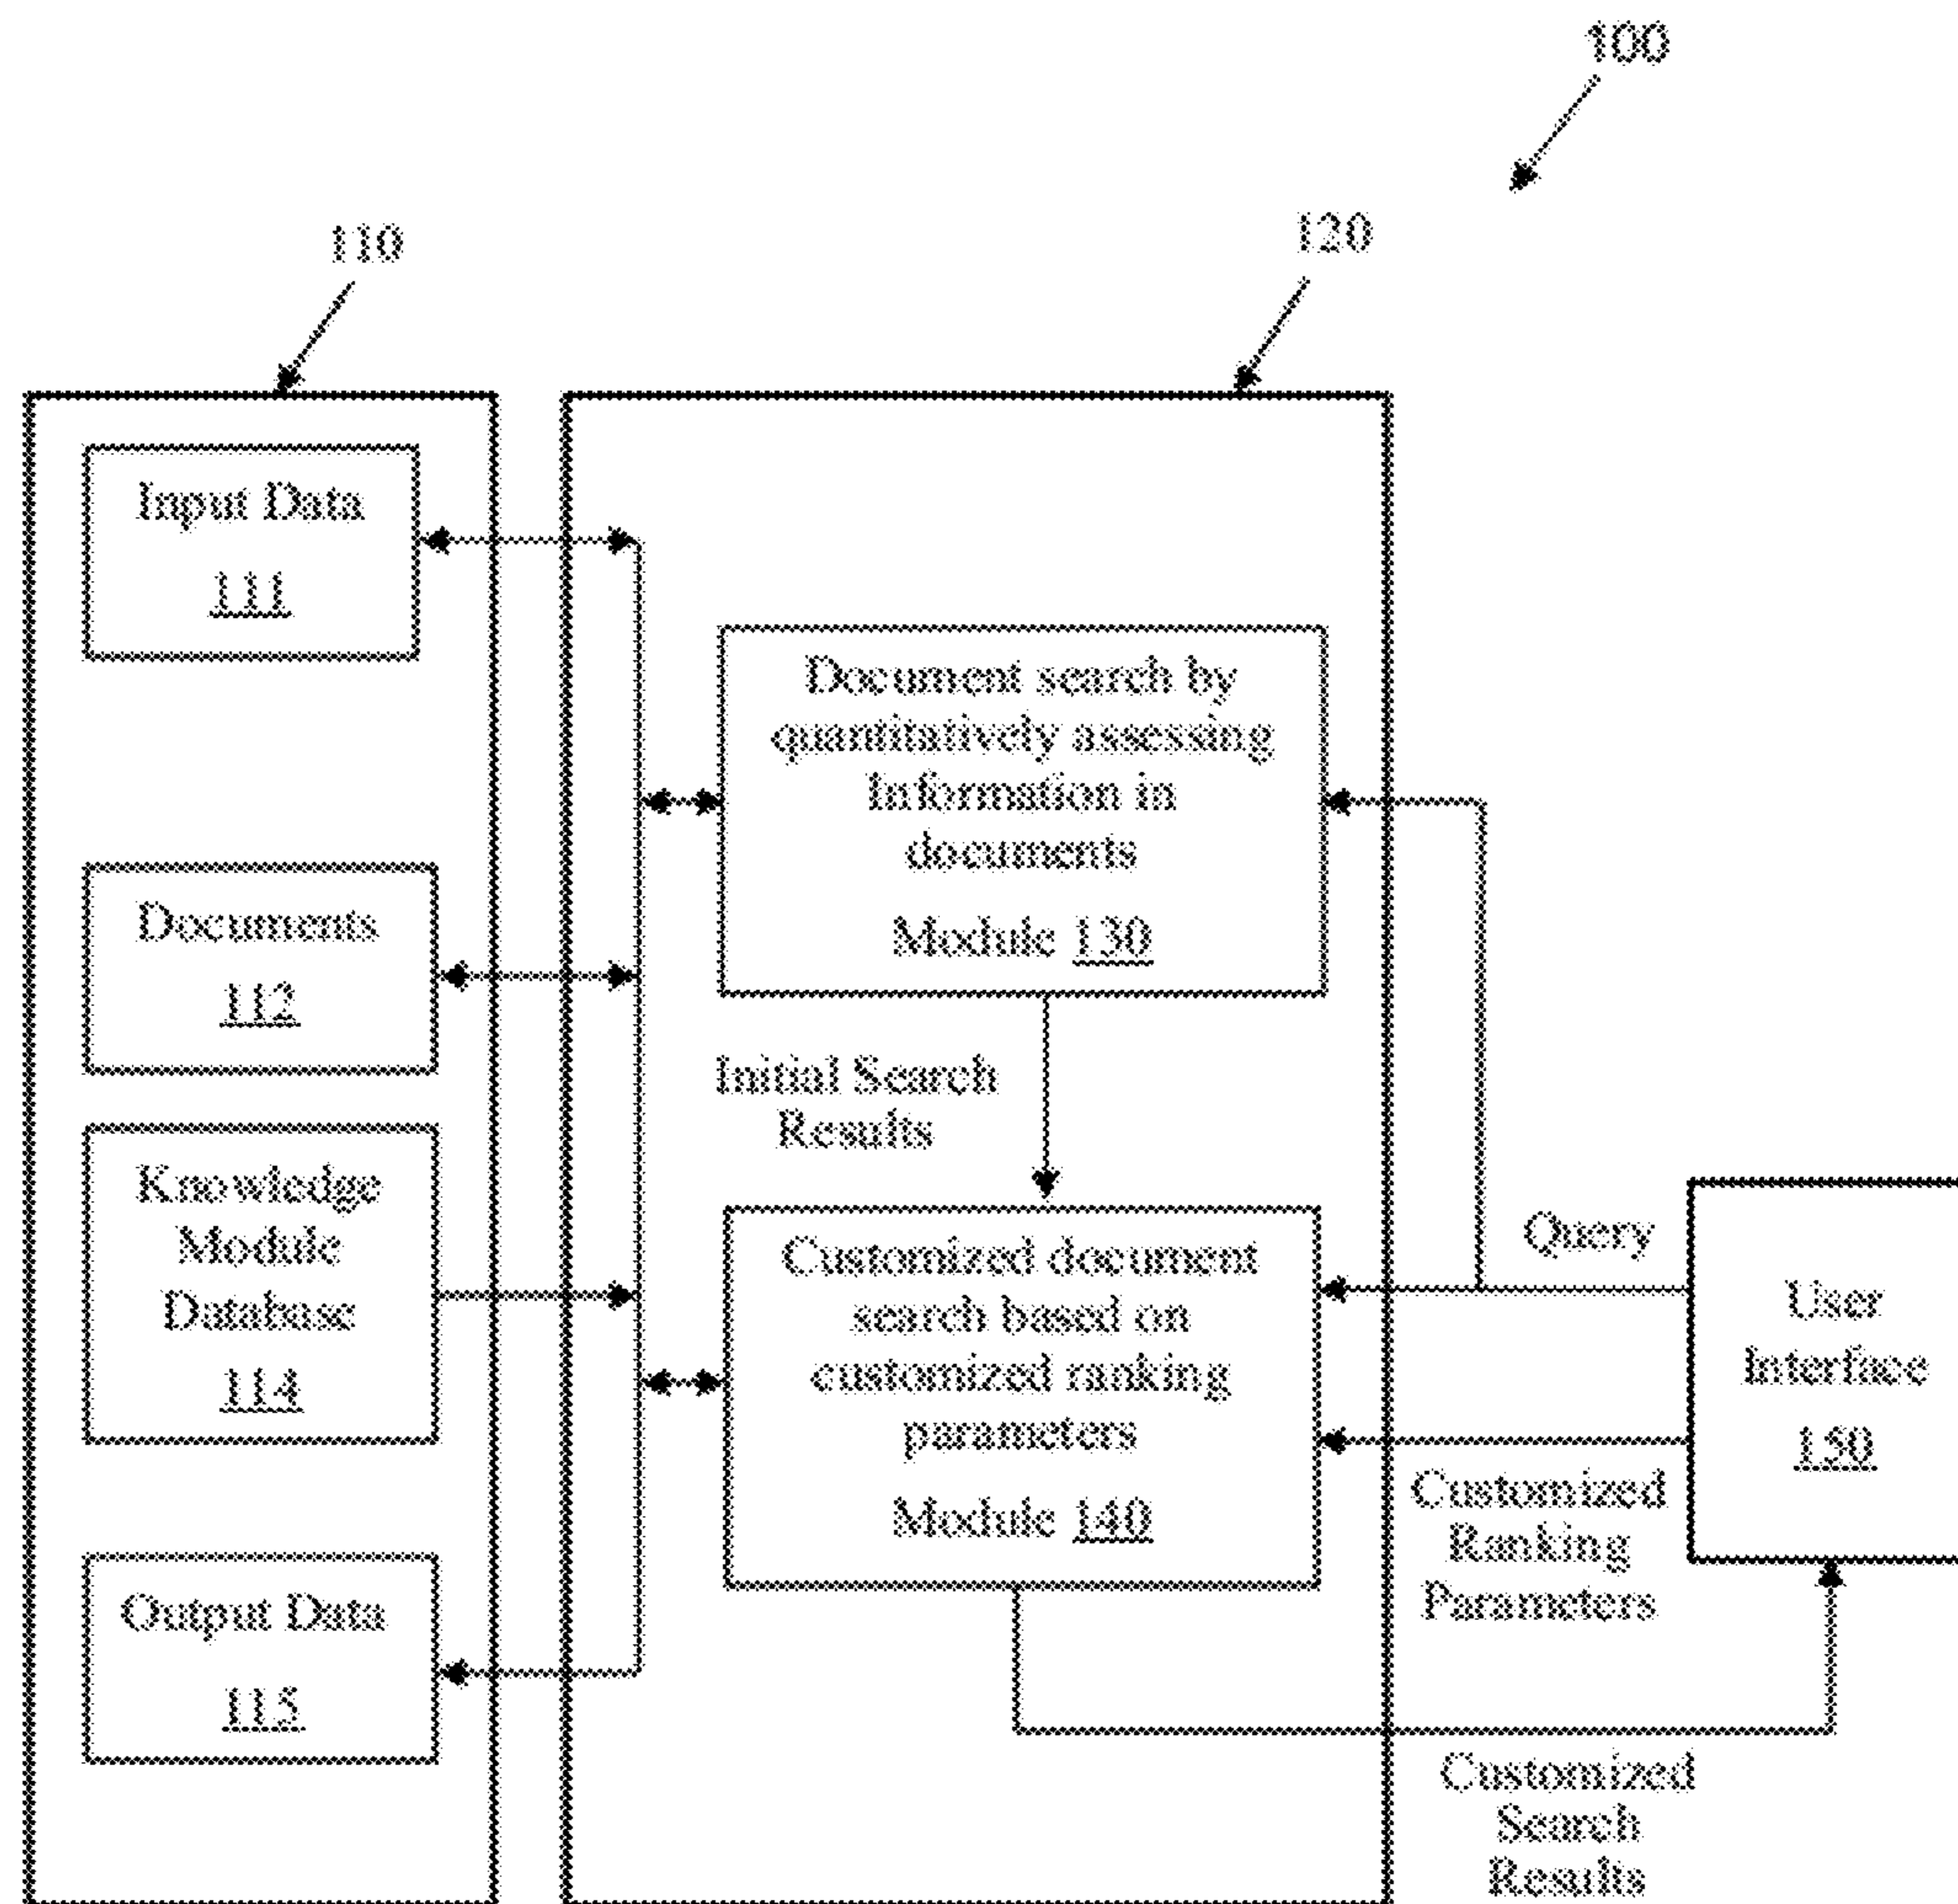 100
110
120
Input Data
111
Documents
112
Knowledge
Module
Database
114
Output Data
115
Document search by
quantitatively assessing
Information in
documents
Module 130
Initial Search
Results
Customized document
search based on
customized ranking
parameters
Module 140
Query
User
Interface
150
Customized
Ranking
Parameters
Customized
Search
Results